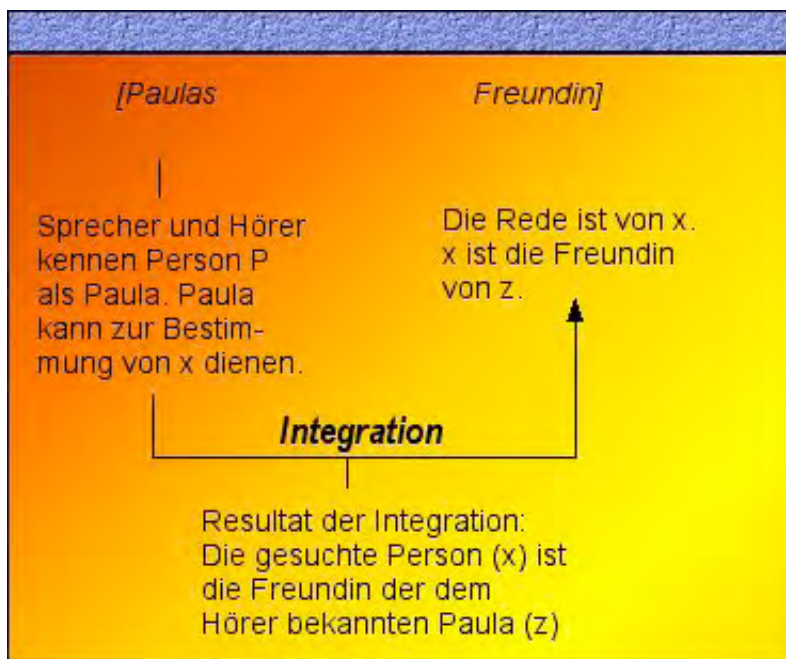 [Paulas Freundin]
Sprecher und Hörer
kennen Person P
als Paula. Paula
kann zur Bestim-
mung von x dienen.
Die Rede ist von x.
x ist die Freundin
von z.
Integration
Resultat der Integration:
Die gesuchte Person (x) ist
die Freundin der dem
Hörer bekannten Paula (z)